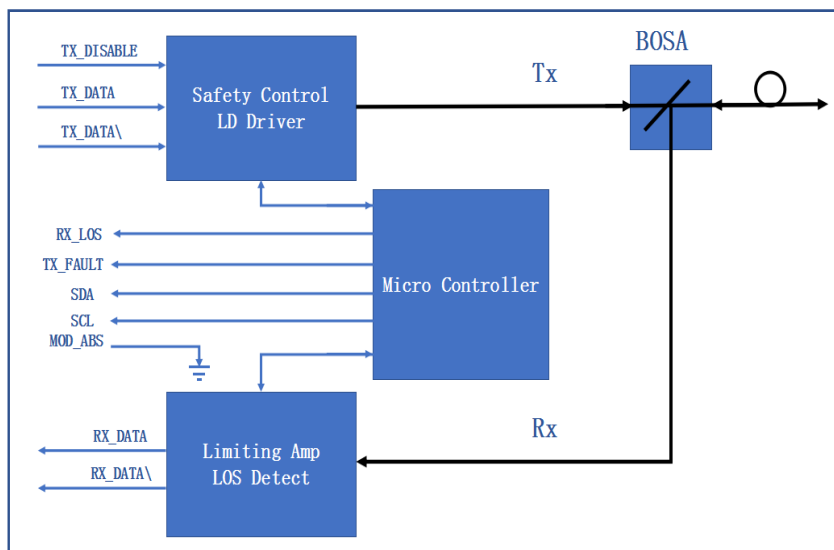 BOSA
TX_DISABLE
Tx
Safety Control
LD Driver
TX_DATA
TX_DATA\
RX_LOS
TX_FAULT
Micro Controller
SDA
SCL
MOD_ABS
Rx
RX_DATA
Limiting Amp
LOS Detect
RX_DATA\